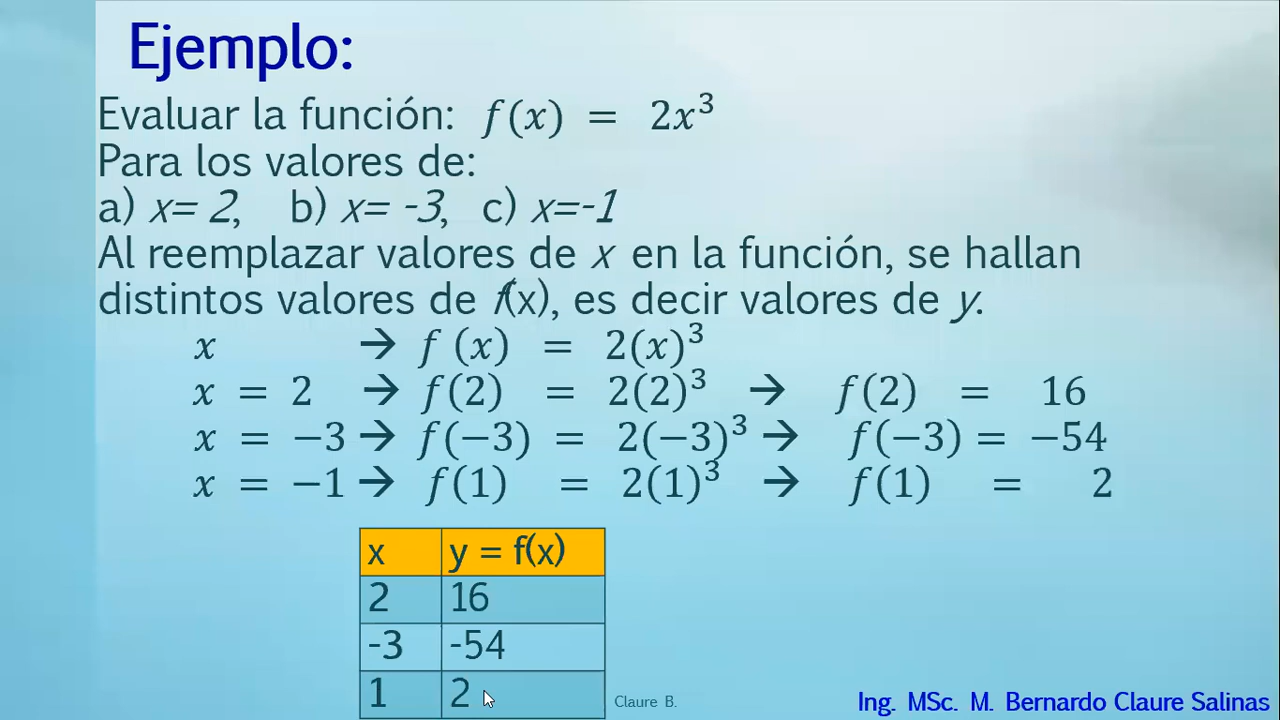 Ejemplo:
Evaluar la función: f(x) = 2x³
Para los valores de:
a) x= 2, b) x= -3, c) x=-1
Al reemplazar valores de x en la función, se hallan
distintos valores de f(x), es decir valores de y.
x → f (x) = 2(x)³
x = 2 → f(2) = 2(2)³ → f(2) = 16
x = −3 → f(−3) = 2(−3)³ → f(−3) = −54
x = −1 → f(1) = 2(1)³ → f(1) = 2
x y = f(x)
2 16
-3 -54
1 2
Claure B.
Ing. MSc. M. Bernardo Claure Salinas